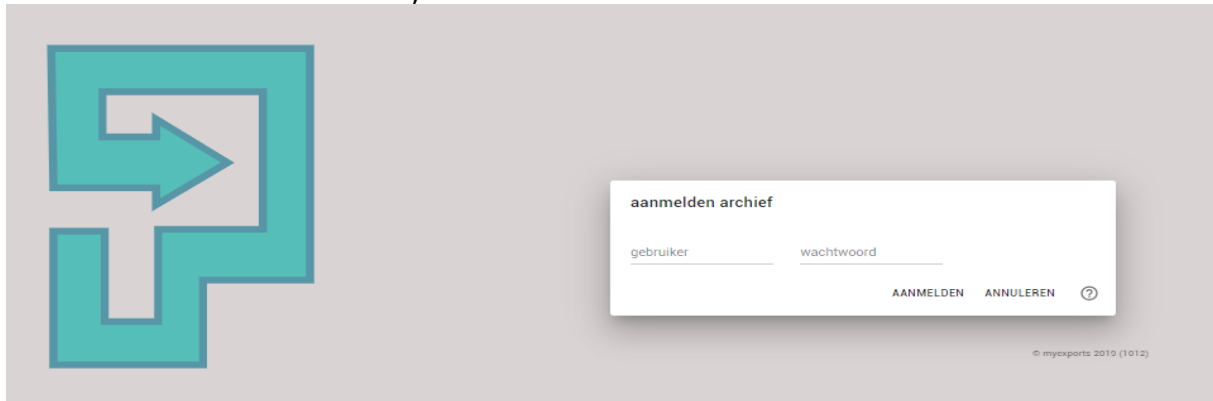 aanmelden archief
gebruiker wachtwoord
AANMELDEN ANNULEREN ?
© myexports 2019 (1012)